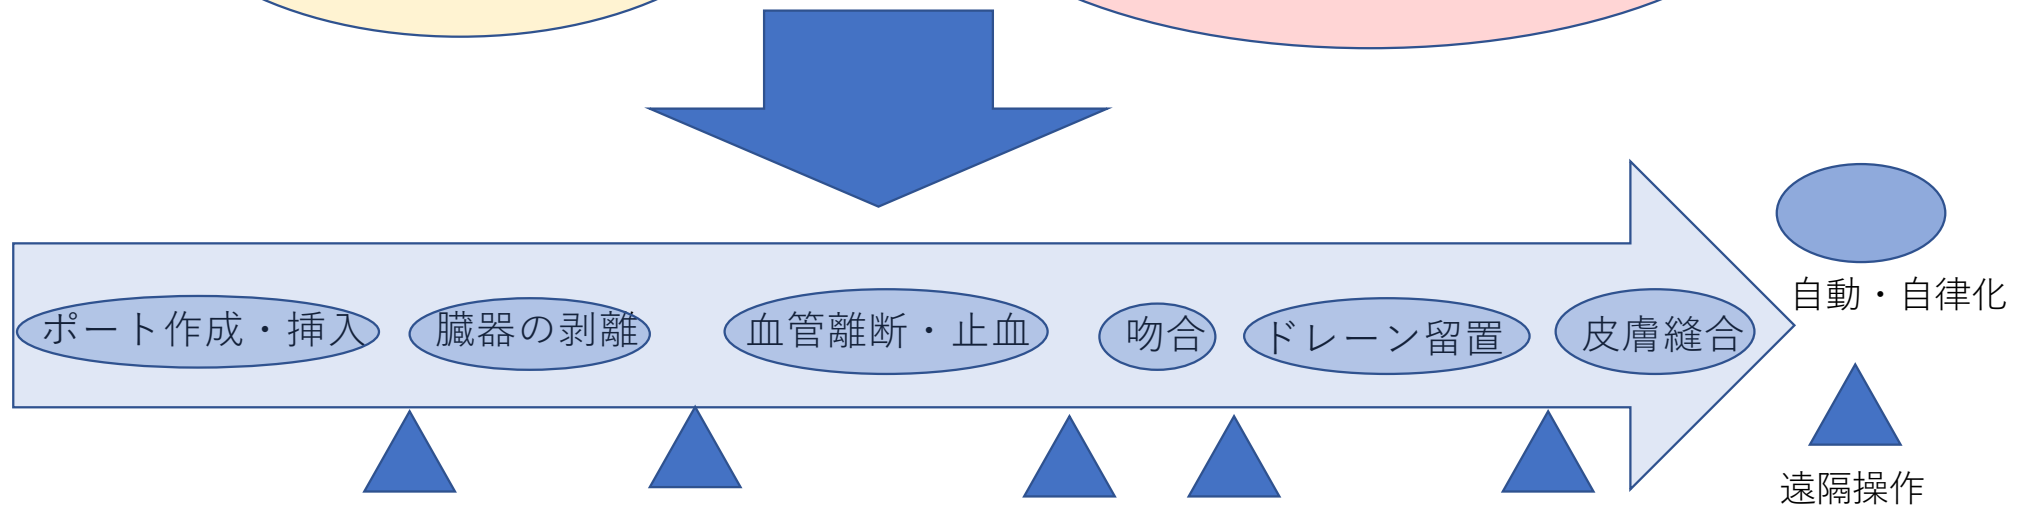 ポート作成・挿入
臓器の剥離
血管離断・止血
吻合
ドレーン留置
皮膚縫合
自動・自律化
遠隔操作